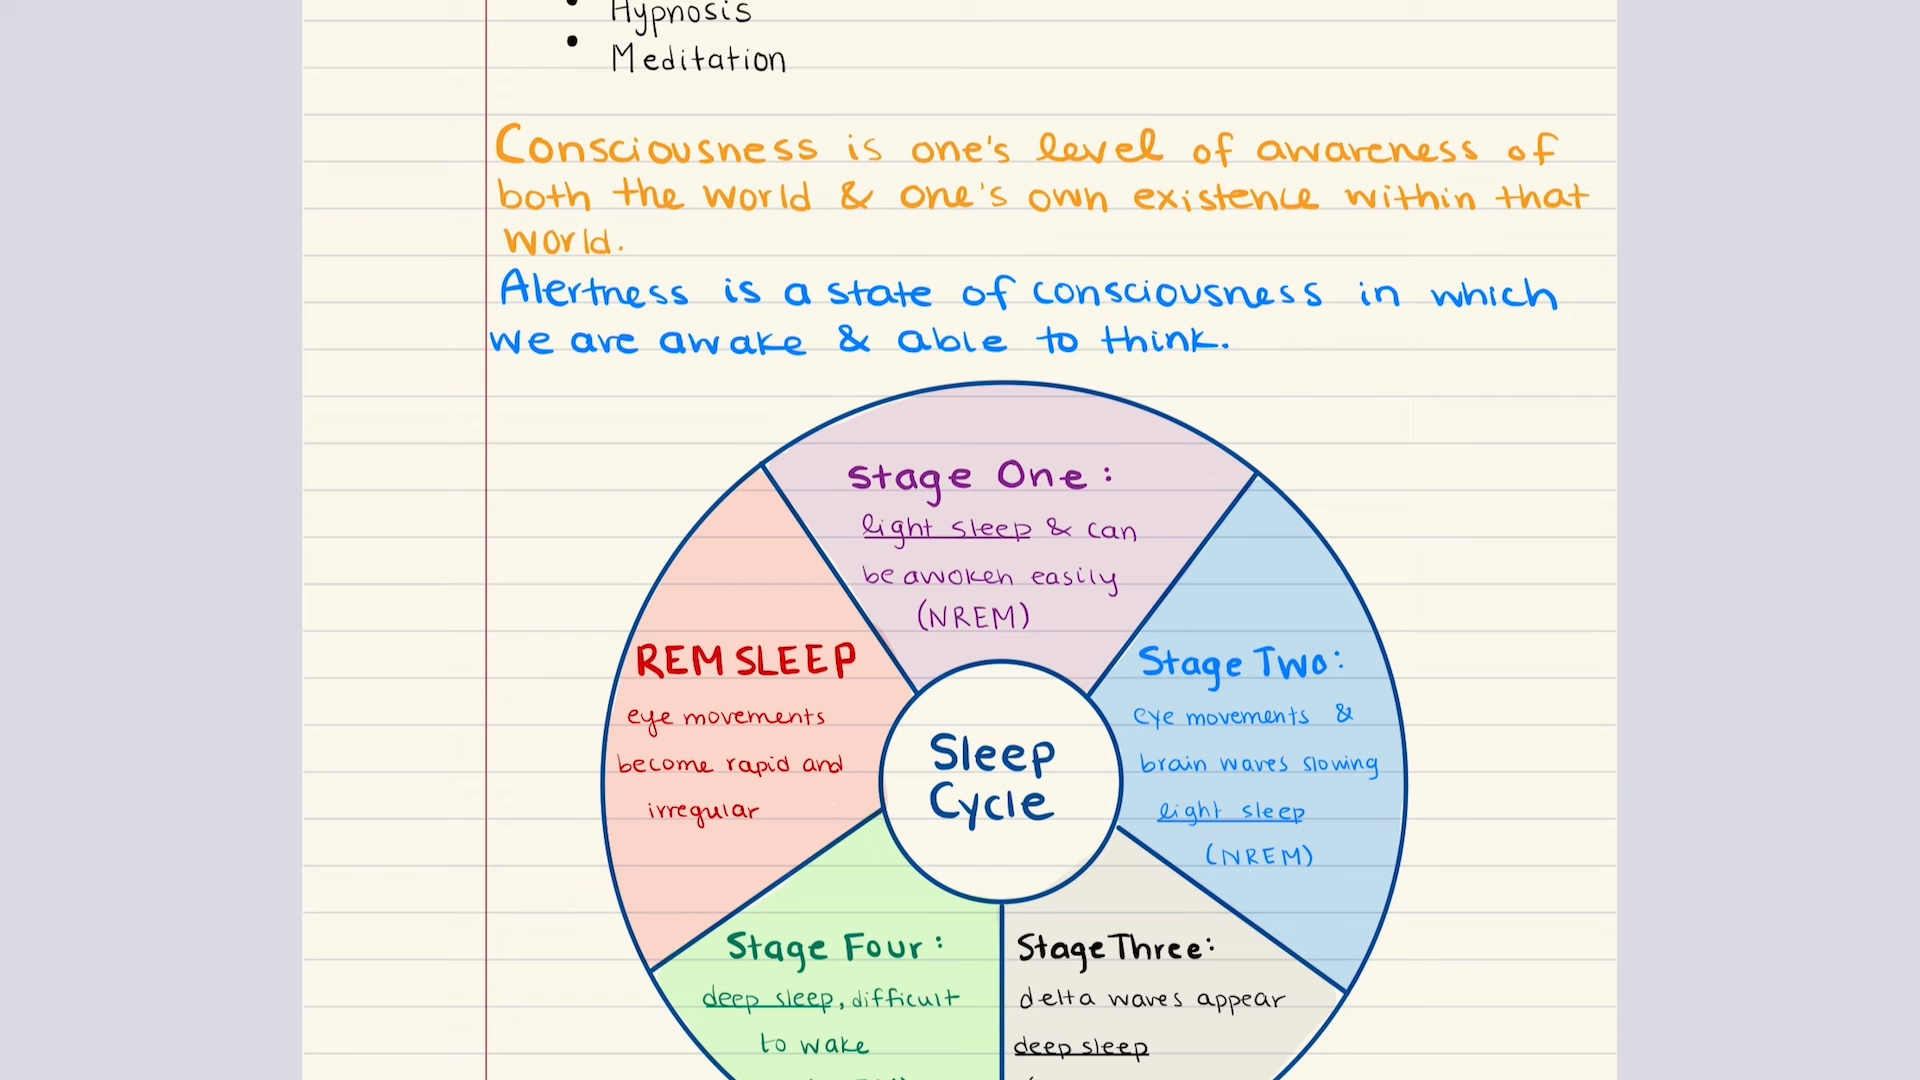 Hypnosis
Meditation
Consciousness is one's level of awareness of
both the world & one's own existence within that
world.
Alertness is a state of consciousness in which
we are awake & able to think.
Stage One:
light sleep & can
be awoken easily
(NREM)
REM SLEEP
eye movements
become rapid and
irregular
Stage Two:
eye movements &
brain waves slowing
light sleep
(NREM)
Sleep
Cycle
Stage Four:
deep sleep, difficult
to wake
Stage Three:
delta waves appear
deep sleep